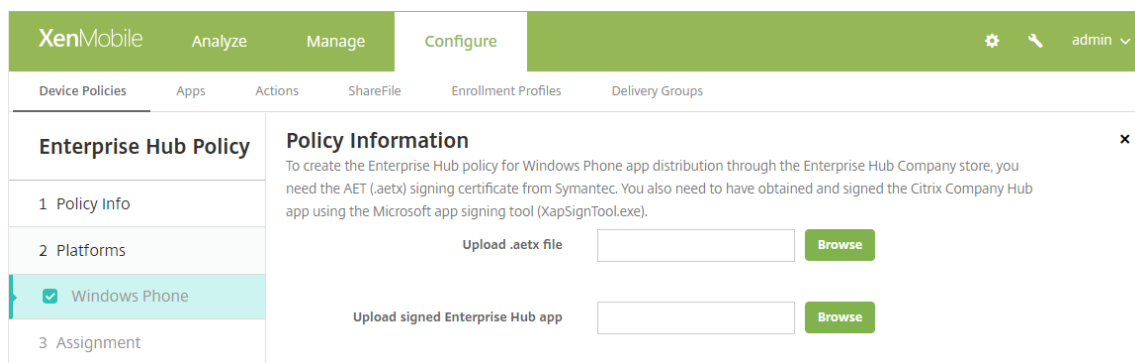 XenMobile Analyze Manage Configure admin
Device Policies Apps Actions ShareFile Enrollment Profiles Delivery Groups
Enterprise Hub Policy
1 Policy Info
2 Platforms
Windows Phone
3 Assignment
Policy Information
To create the Enterprise Hub policy for Windows Phone app distribution through the Enterprise Hub Company store, you
need the AET (.aetx) signing certificate from Symantec. You also need to have obtained and signed the Citrix Company Hub
app using the Microsoft app signing tool (XapSignTool.exe).
Upload .aetx file Browse
Upload signed Enterprise Hub app Browse